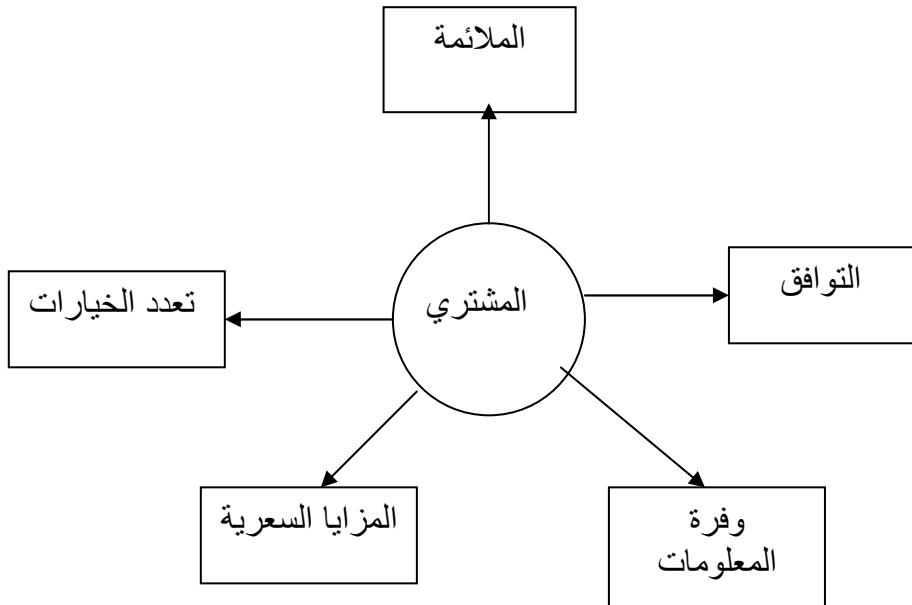 الملائمة
التوافق
المشتري
تعدد الخيارات
المزايا السعرية
وفرة
المعلومات